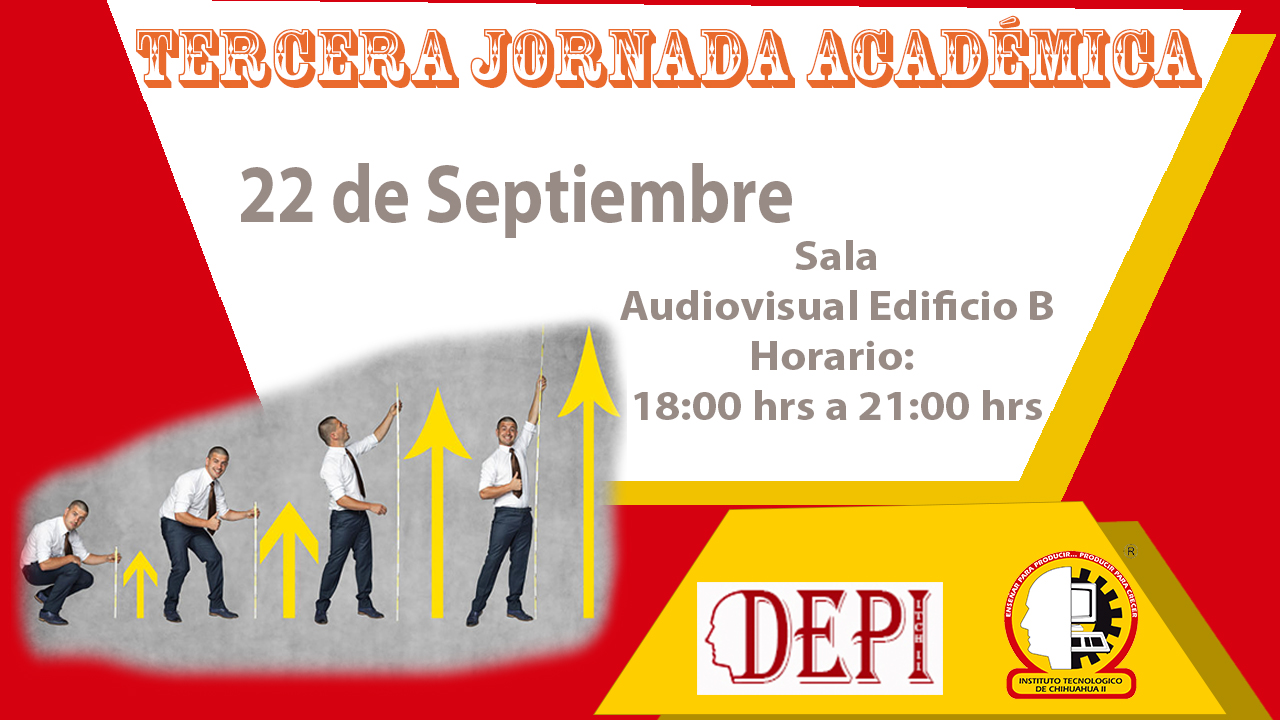 TERCERA JORNADA ACADÉMICA
22 de Septiembre
Sala
Audiovisual Edificio B
Horario:
18:00 hrs a 21:00 hrs
DEPI
ITCH II
®
ENSEÑAR PARA PRODUCIR... PRODUCIR PARA CRECER
INSTITUTO TECNOLOGICO
DE CHIHUAHUA II